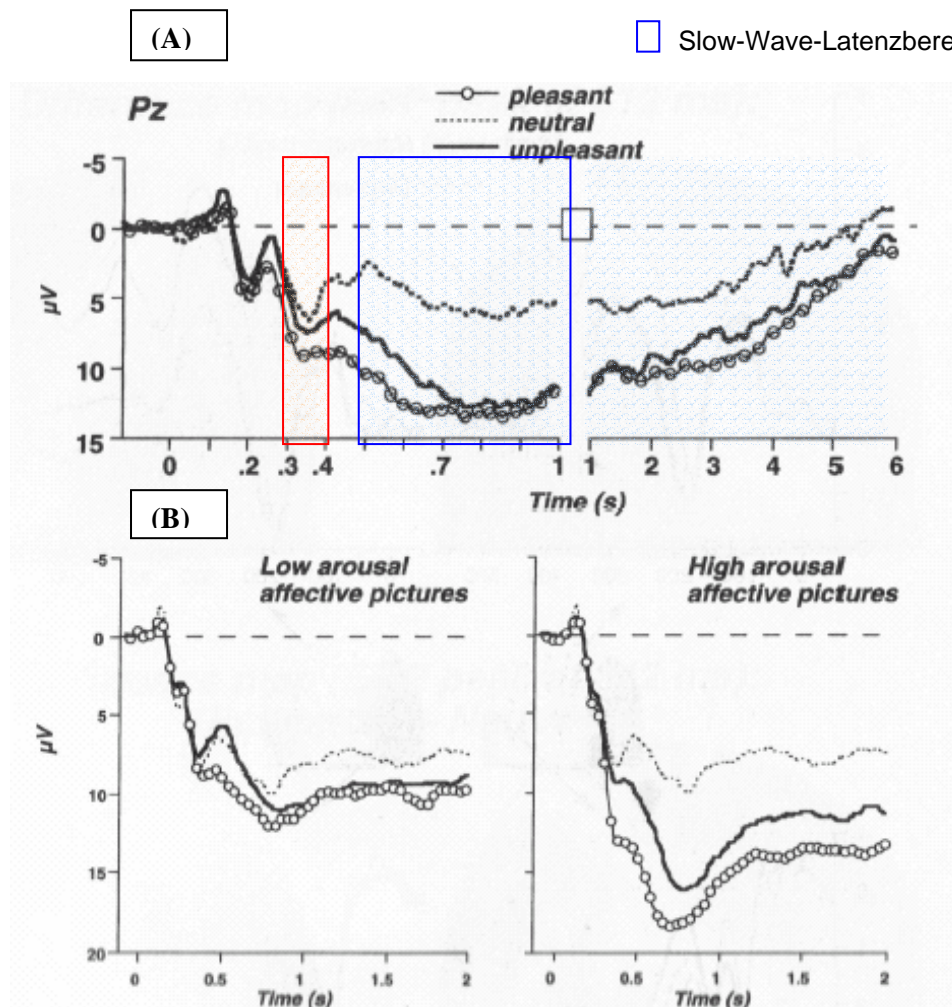 (A)
Slow-Wave-Latenzbere
Pz
pleasant
neutral
unpleasant
-5
0
5
10
15
µV
0 .2 .3 .4 .7 1 1 2 3 4 5 6
Time (s)
(B)
Low arousal
affective pictures
High arousal
affective pictures
-5
0
5
10
15
20
µV
0 0.5 1 1.5 2
Time (s)
0 0.5 1 1.5 2
Time (s)